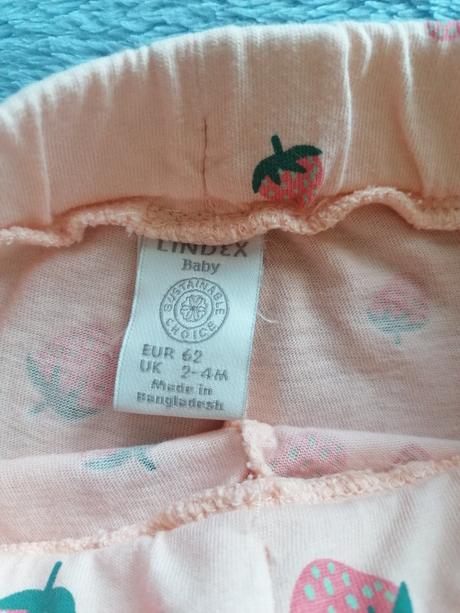 LINDEX
Baby
SUSTAINABLE
CHOICE
EUR 62
UK 2-4M
Made in
Bangladesh